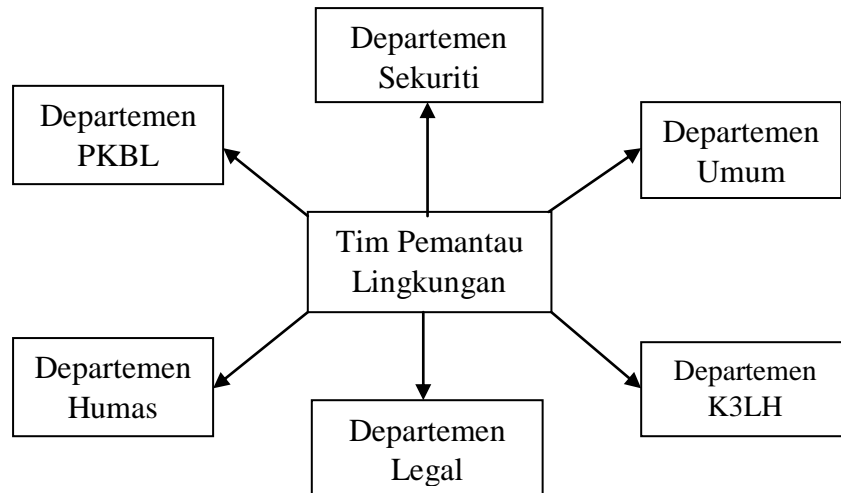 Departemen
Sekuriti
Departemen
PKBL
Departemen
Umum
Tim Pemantau
Lingkungan
Departemen
Humas
Departemen
K3LH
Departemen
Legal